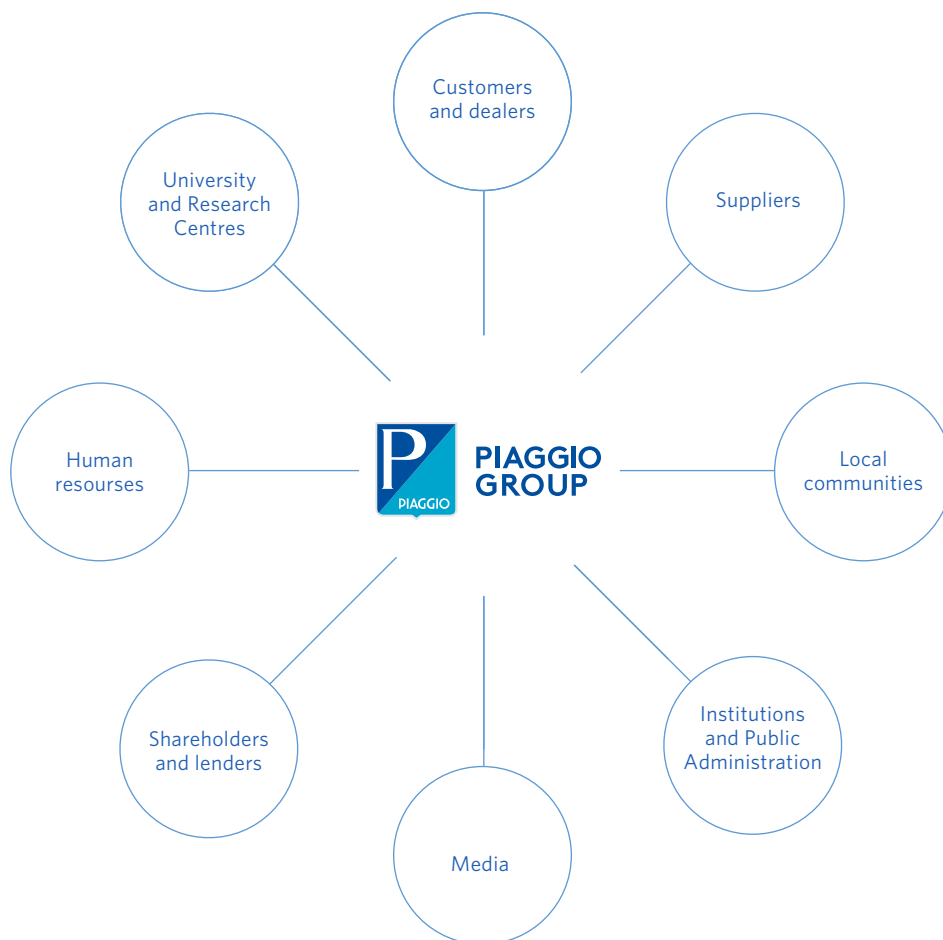 Customers
and dealers
Suppliers
University
and Research
Centres
Human
resourses
P
PIAGGIO
PIAGGIO
GROUP
Local
communities
Shareholders
and lenders
Institutions
and Public
Administration
Media